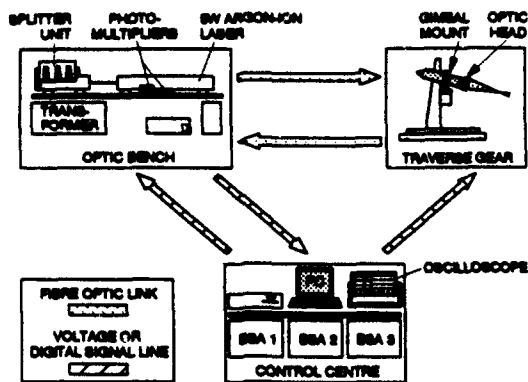 SPLITTER
UNIT
PHOTO-
MULTIPLIERS
5W ARGON-ION
LASER
GIMBAL
MOUNT
OPTIC
HEAD
TRANS-
FORMER
OPTIC BENCH
TRAVERSE GEAR
OSCILLOSCOPE
FIBRE OPTIC LINK
VOLTAGE OR
DIGITAL SIGNAL LINE
BSA 1
BSA 2
BSA 3
CONTROL CENTRE